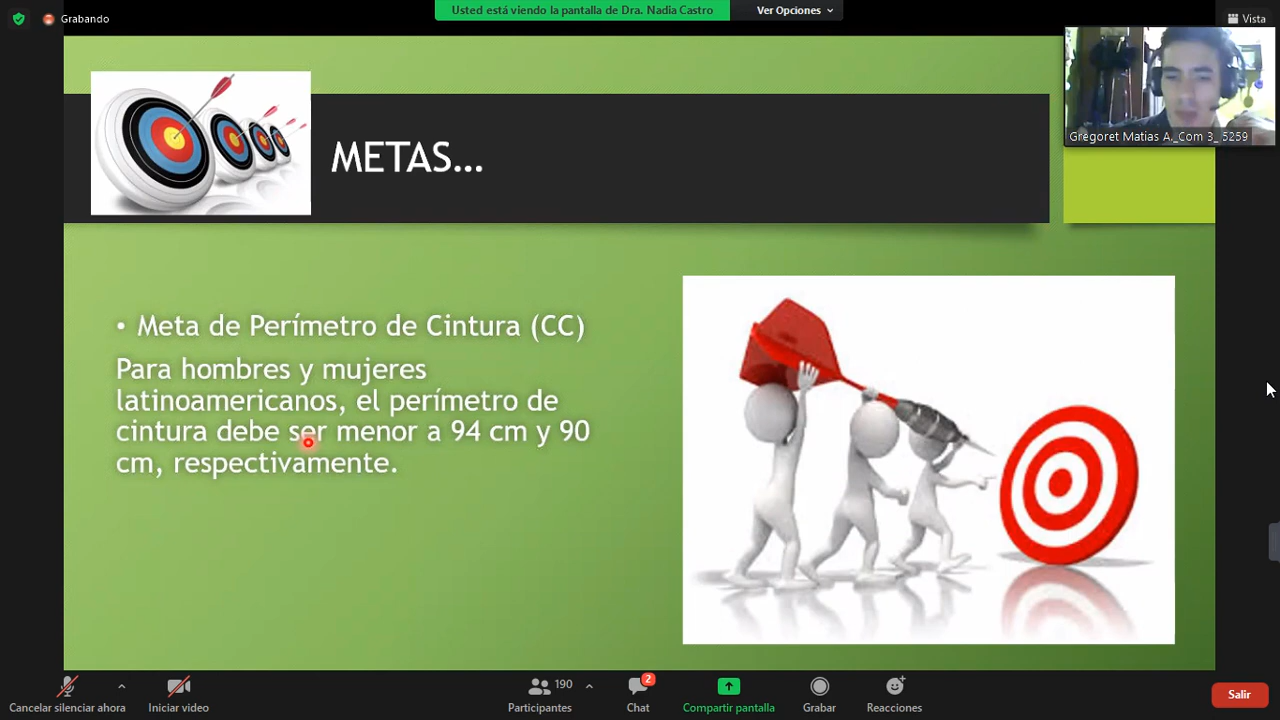 Grabando
Usted está viendo la pantalla de Dra. Nadia Castro
Ver Opciones
Vista
Gregoret Matias A._Com 3_ 5259
METAS...
• Meta de Perímetro de Cintura (CC)
Para hombres y mujeres
latinoamericanos, el perímetro de
cintura debe ser menor a 94 cm y 90
cm, respectivamente.
Cancelar silenciar ahora
Iniciar video
190
Participantes
2
Chat
Compartir pantalla
Grabar
Reacciones
Salir